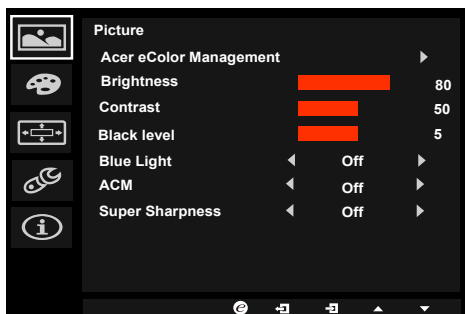 Picture
Acer eColor Management
Brightness 80
Contrast 50
Black level 5
Blue Light Off
ACM Off
Super Sharpness Off